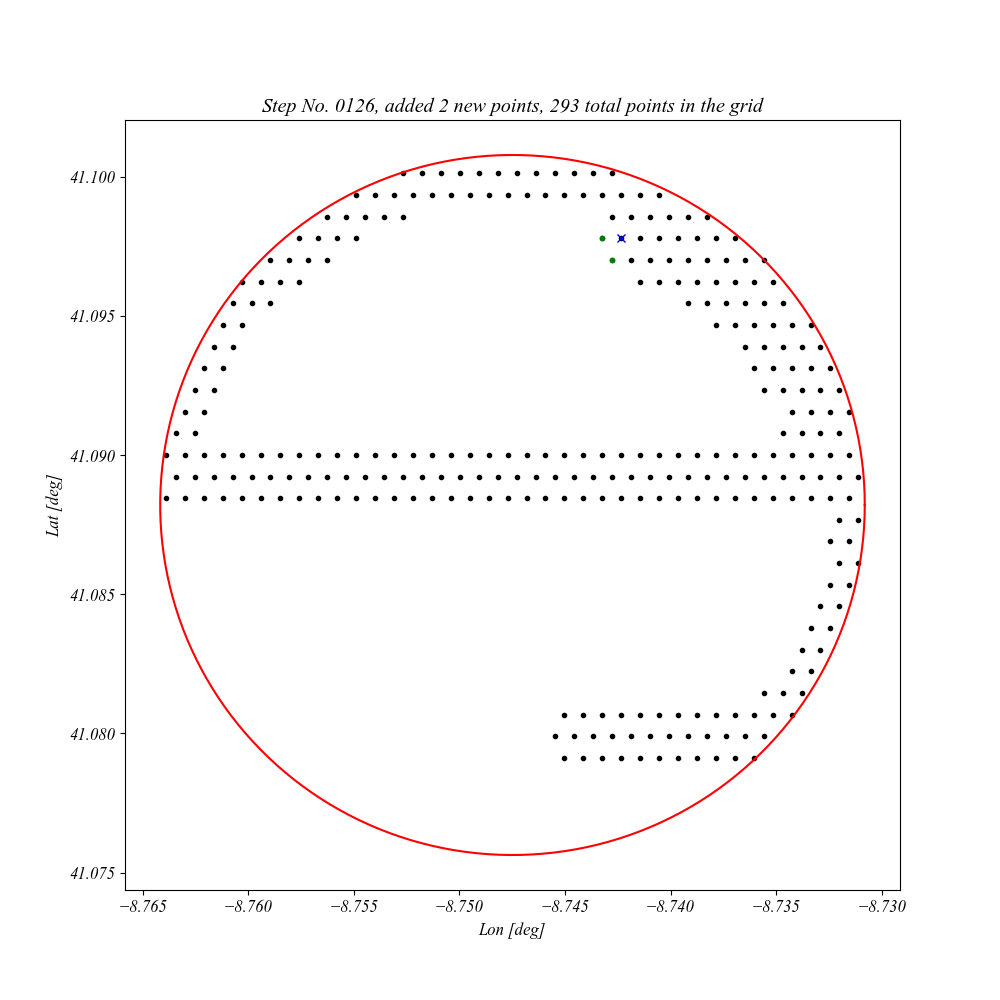 Step No. 0126, added 2 new points, 293 total points in the grid
41.100
41.095
41.090
41.085
41.080
41.075
Lat [deg]
−8.765 −8.760 −8.755 −8.750 −8.745 −8.740 −8.735 −8.730
Lon [deg]